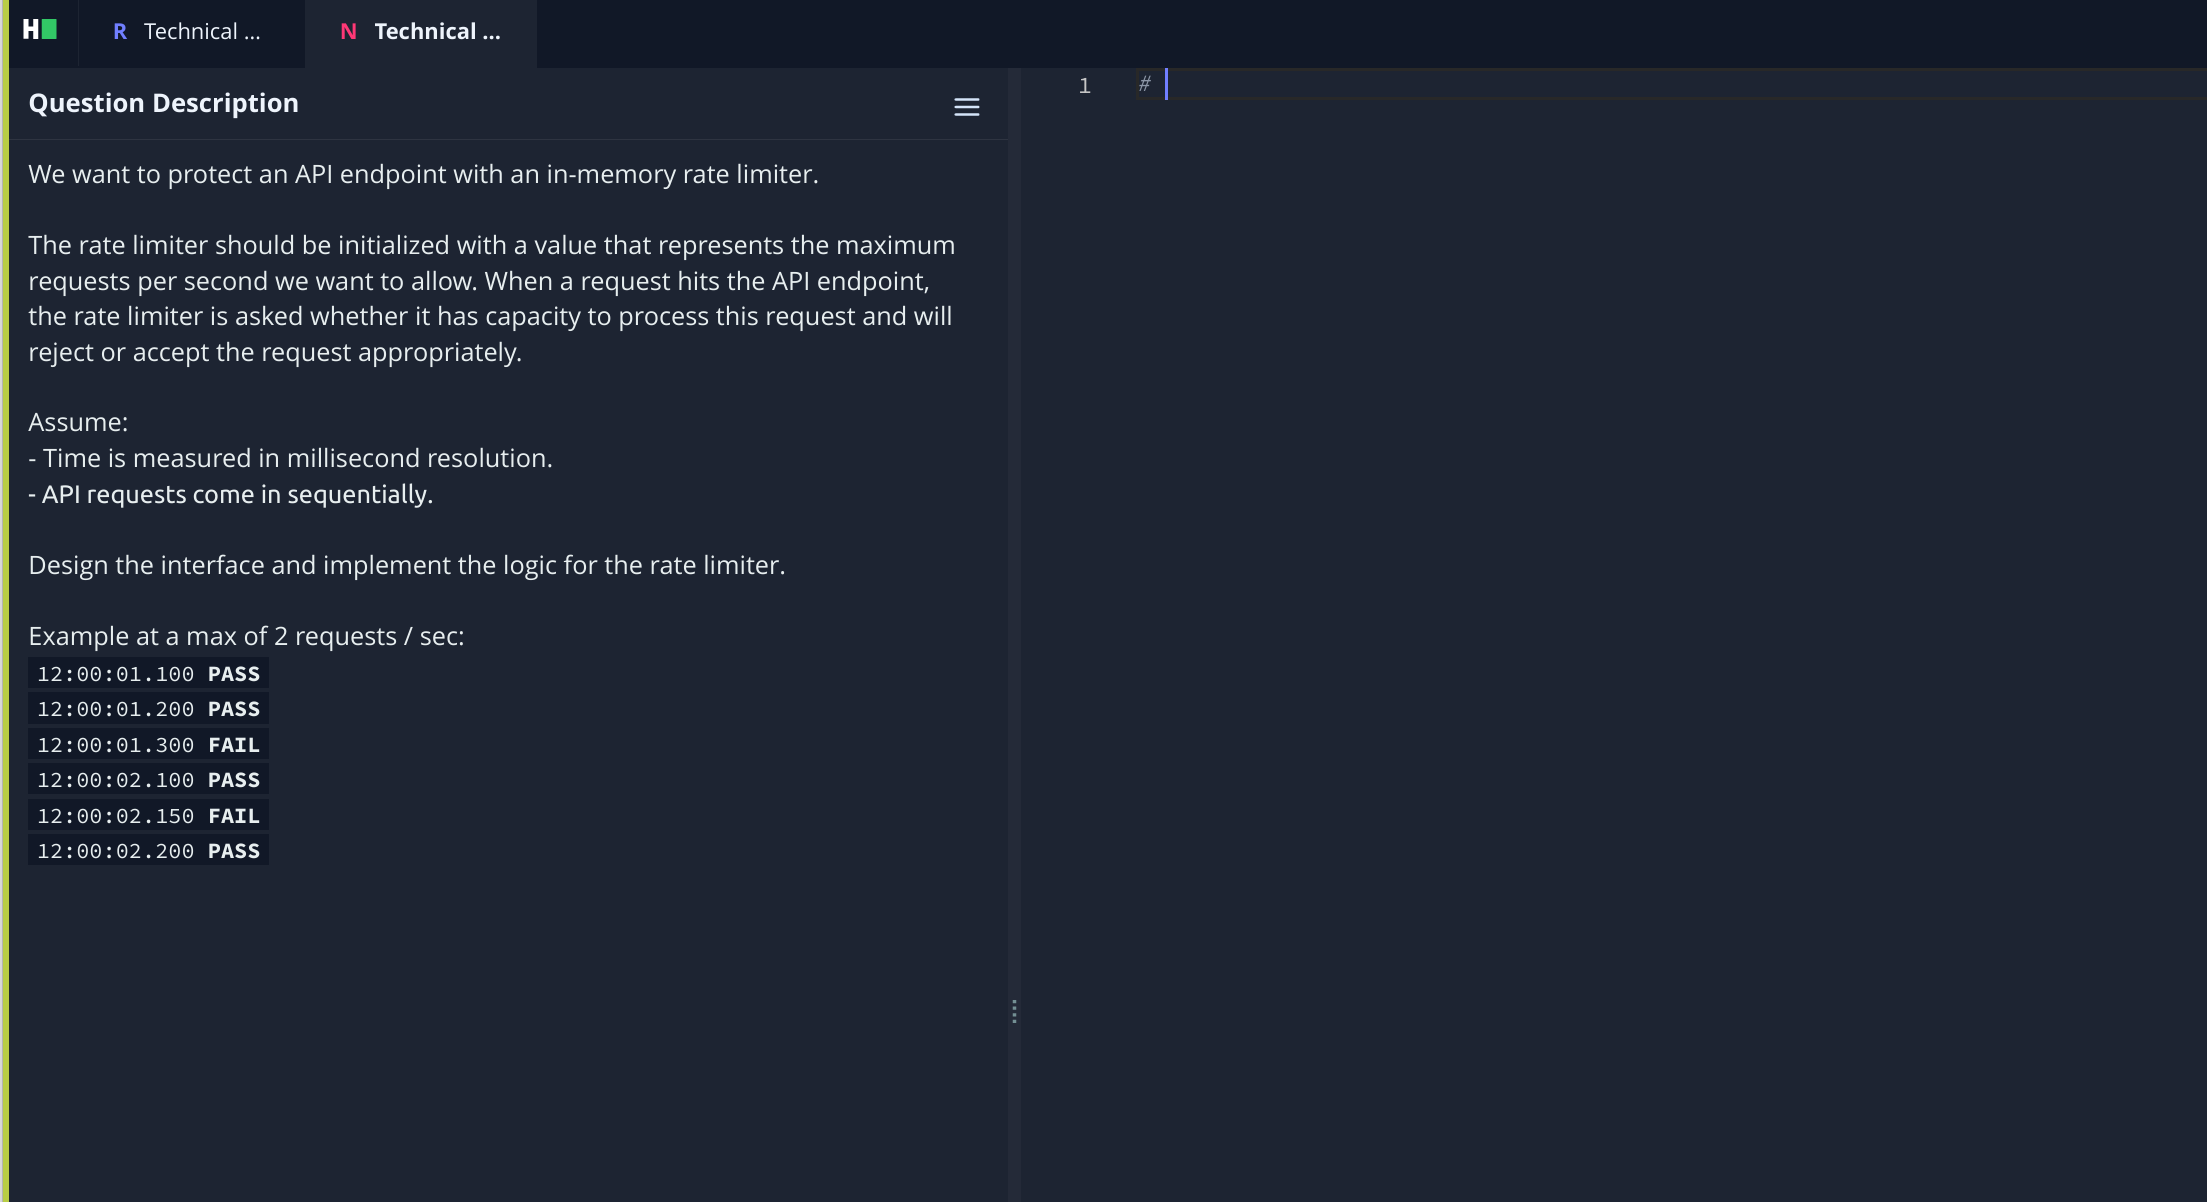 H
R Technical ...
N Technical ...
Question Description
1 #
We want to protect an API endpoint with an in-memory rate limiter.
The rate limiter should be initialized with a value that represents the maximum
requests per second we want to allow. When a request hits the API endpoint,
the rate limiter is asked whether it has capacity to process this request and will
reject or accept the request appropriately.
Assume:
- Time is measured in millisecond resolution.
- API requests come in sequentially.
Design the interface and implement the logic for the rate limiter.
Example at a max of 2 requests / sec:
12:00:01.100 PASS
12:00:01.200 PASS
12:00:01.300 FAIL
12:00:02.100 PASS
12:00:02.150 FAIL
12:00:02.200 PASS